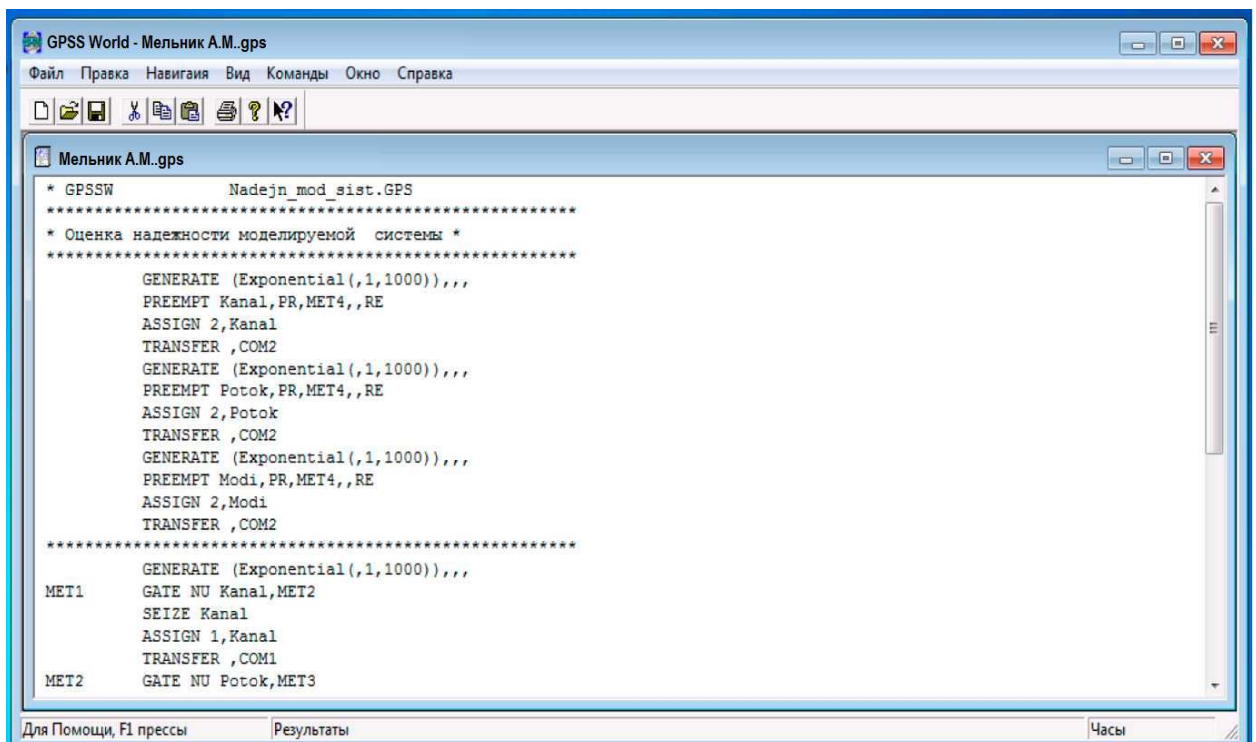 GPSS World - Мельник А.М..gps
Файл Правка Навигаия Вид Команды Окно Справка
Мельник А.М..gps
* GPSSW Nadejn_mod_sist.GPS
*******************************************************
* Оценка надежности моделируемой системы *
*******************************************************
GENERATE (Exponential(,1,1000)),,,
PREEMPT Kanal,PR,MET4,,RE
ASSIGN 2,Kanal
TRANSFER ,COM2
GENERATE (Exponential(,1,1000)),,,
PREEMPT Potok,PR,MET4,,RE
ASSIGN 2,Potok
TRANSFER ,COM2
GENERATE (Exponential(,1,1000)),,,
PREEMPT Modi,PR,MET4,,RE
ASSIGN 2,Modi
TRANSFER ,COM2
*******************************************************
GENERATE (Exponential(,1,1000)),,,
MET1 GATE NU Kanal,MET2
SEIZE Kanal
ASSIGN 1,Kanal
TRANSFER ,COM1
MET2 GATE NU Potok,MET3
Для Помощи, F1 прессы Результаты Часы